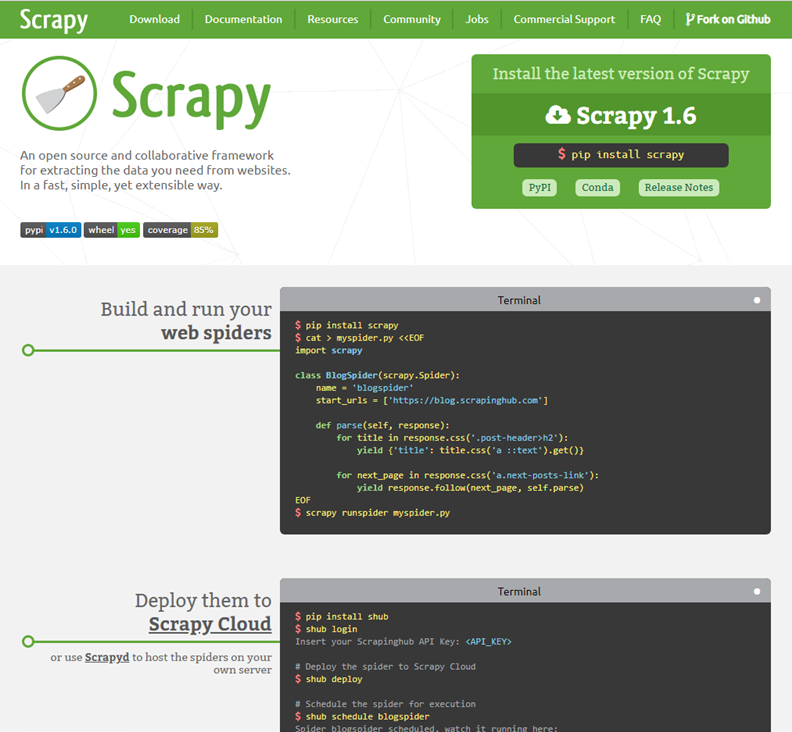 Scrapy
Download
Documentation
Resources
Community
Jobs
Commercial Support
FAQ
Fork on Github
Scrapy
An open source and collaborative framework
for extracting the data you need from websites.
In a fast, simple, yet extensible way.
pypi v1.6.0 wheel yes coverage 85%
Install the latest version of Scrapy
Scrapy 1.6
$ pip install scrapy
PyPI
Conda
Release Notes
Build and run your
web spiders
Terminal
$ pip install scrapy
$ cat > myspider.py <<EOF
import scrapy
class BlogSpider(scrapy.Spider):
    name = 'blogspider'
    start_urls = ['https://blog.scrapinghub.com']
    def parse(self, response):
        for title in response.css('.post-header>h2'):
            yield {'title': title.css('a ::text').get()}
        for next_page in response.css('a.next-posts-link'):
            yield response.follow(next_page, self.parse)
EOF
$ scrapy runspider myspider.py
Deploy them to
Scrapy Cloud
or use Scrapyd to host the spiders on your
own server
Terminal
$ pip install shub
$ shub login
Insert your Scrapinghub API Key: <API_KEY>
# Deploy the spider to Scrapy Cloud
$ shub deploy
# Schedule the spider for execution
$ shub schedule blogspider
Spider blogspider scheduled, watch it running here: